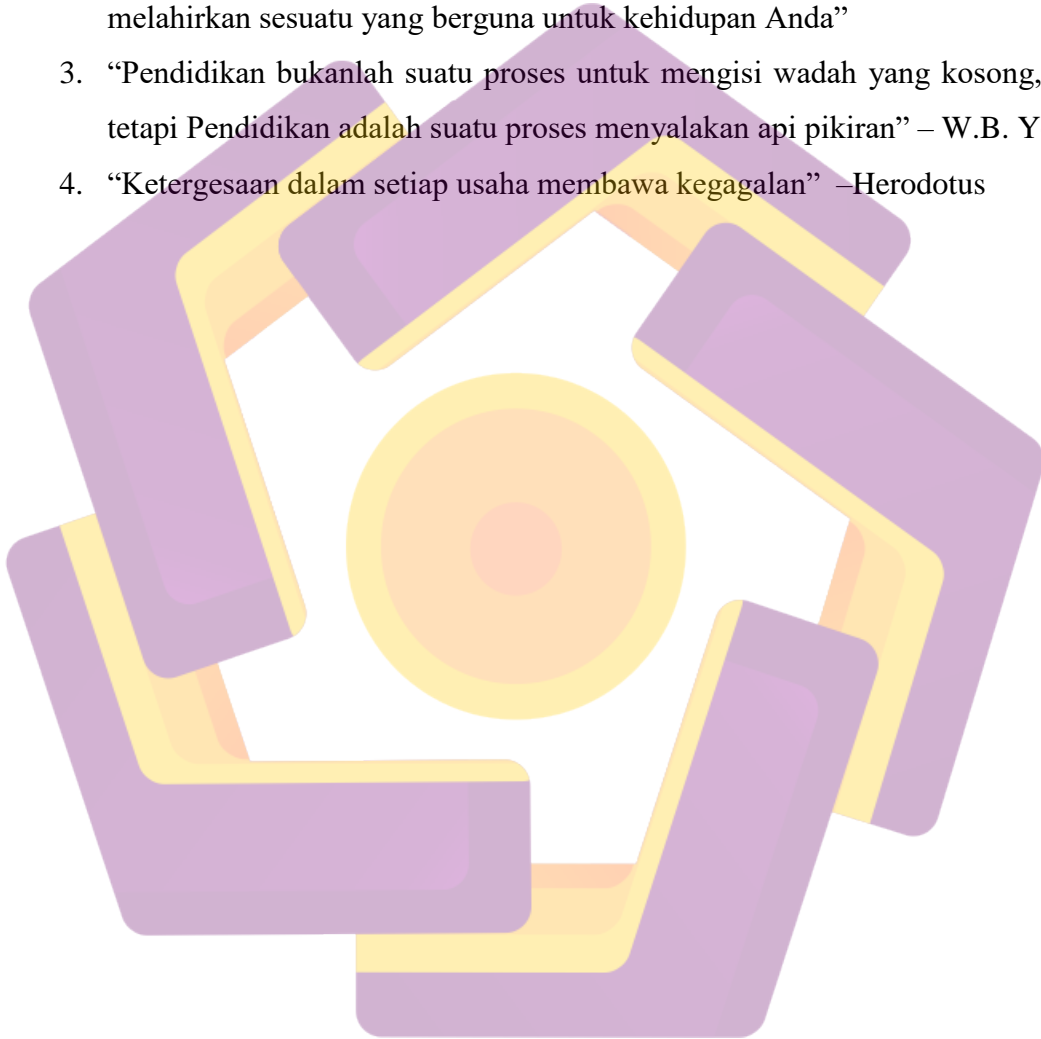 melahirkan sesuatu yang berguna untuk kehidupan Anda”
3. “Pendidikan bukanlah suatu proses untuk mengisi wadah yang kosong,
tetapi Pendidikan adalah suatu proses menyalakan api pikiran” – W.B. Y
4. “Ketergesaan dalam setiap usaha membawa kegagalan” –Herodotus